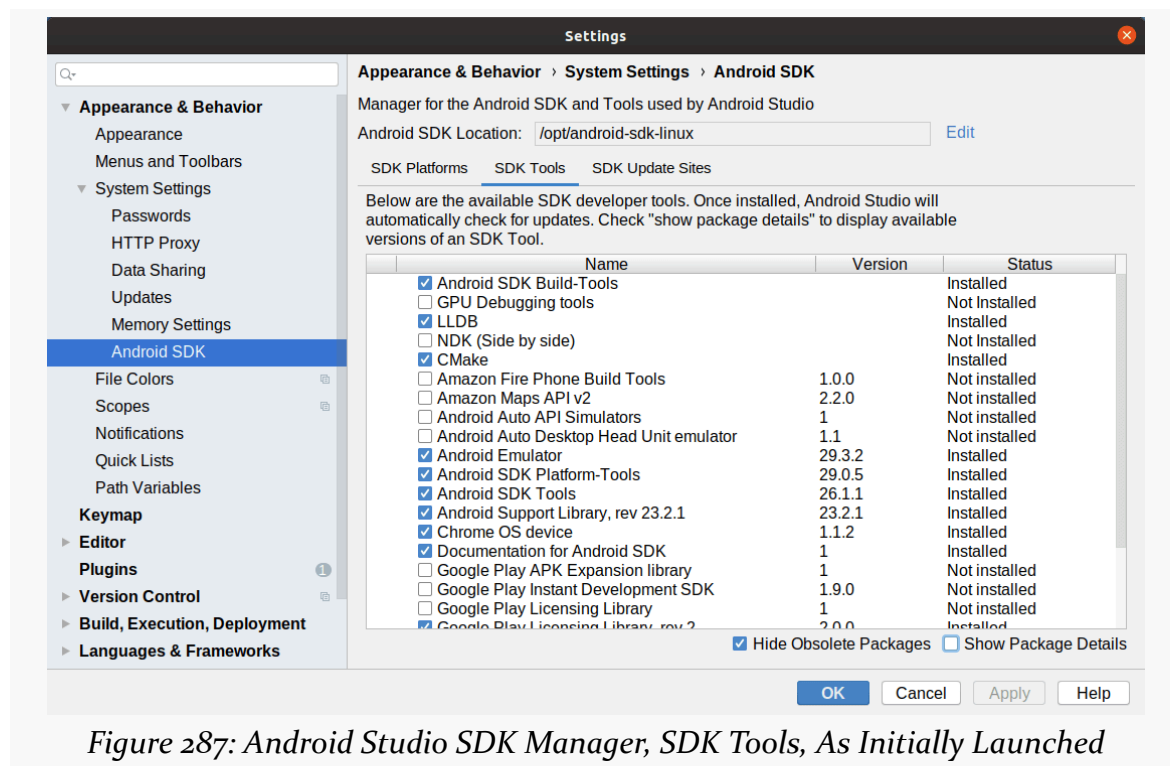 Settings
Appearance & Behavior
Appearance
Menus and Toolbars
System Settings
Passwords
HTTP Proxy
Data Sharing
Updates
Memory Settings
Android SDK
File Colors
Scopes
Notifications
Quick Lists
Path Variables
Keymap
Editor
Plugins 1
Version Control
Build, Execution, Deployment
Languages & Frameworks
Appearance & Behavior › System Settings › Android SDK
Manager for the Android SDK and Tools used by Android Studio
Android SDK Location: /opt/android-sdk-linux Edit
SDK Platforms SDK Tools SDK Update Sites
Below are the available SDK developer tools. Once installed, Android Studio will
automatically check for updates. Check "show package details" to display available
versions of an SDK Tool.
Name Version Status
Android SDK Build-Tools Installed
GPU Debugging tools Not Installed
LLDB Installed
NDK (Side by side) Not Installed
CMake Installed
Amazon Fire Phone Build Tools 1.0.0 Not installed
Amazon Maps API v2 2.2.0 Not installed
Android Auto API Simulators 1 Not installed
Android Auto Desktop Head Unit emulator 1.1 Not installed
Android Emulator 29.3.2 Installed
Android SDK Platform-Tools 29.0.5 Installed
Android SDK Tools 26.1.1 Installed
Android Support Library, rev 23.2.1 23.2.1 Installed
Chrome OS device 1.1.2 Installed
Documentation for Android SDK 1 Installed
Google Play APK Expansion library 1 Not installed
Google Play Instant Development SDK 1.9.0 Not installed
Google Play Licensing Library 1 Not installed
Google Play Licensing Library, rev 2 2.0.0 Installed
Hide Obsolete Packages Show Package Details
OK Cancel Apply Help
Figure 287: Android Studio SDK Manager, SDK Tools, As Initially Launched